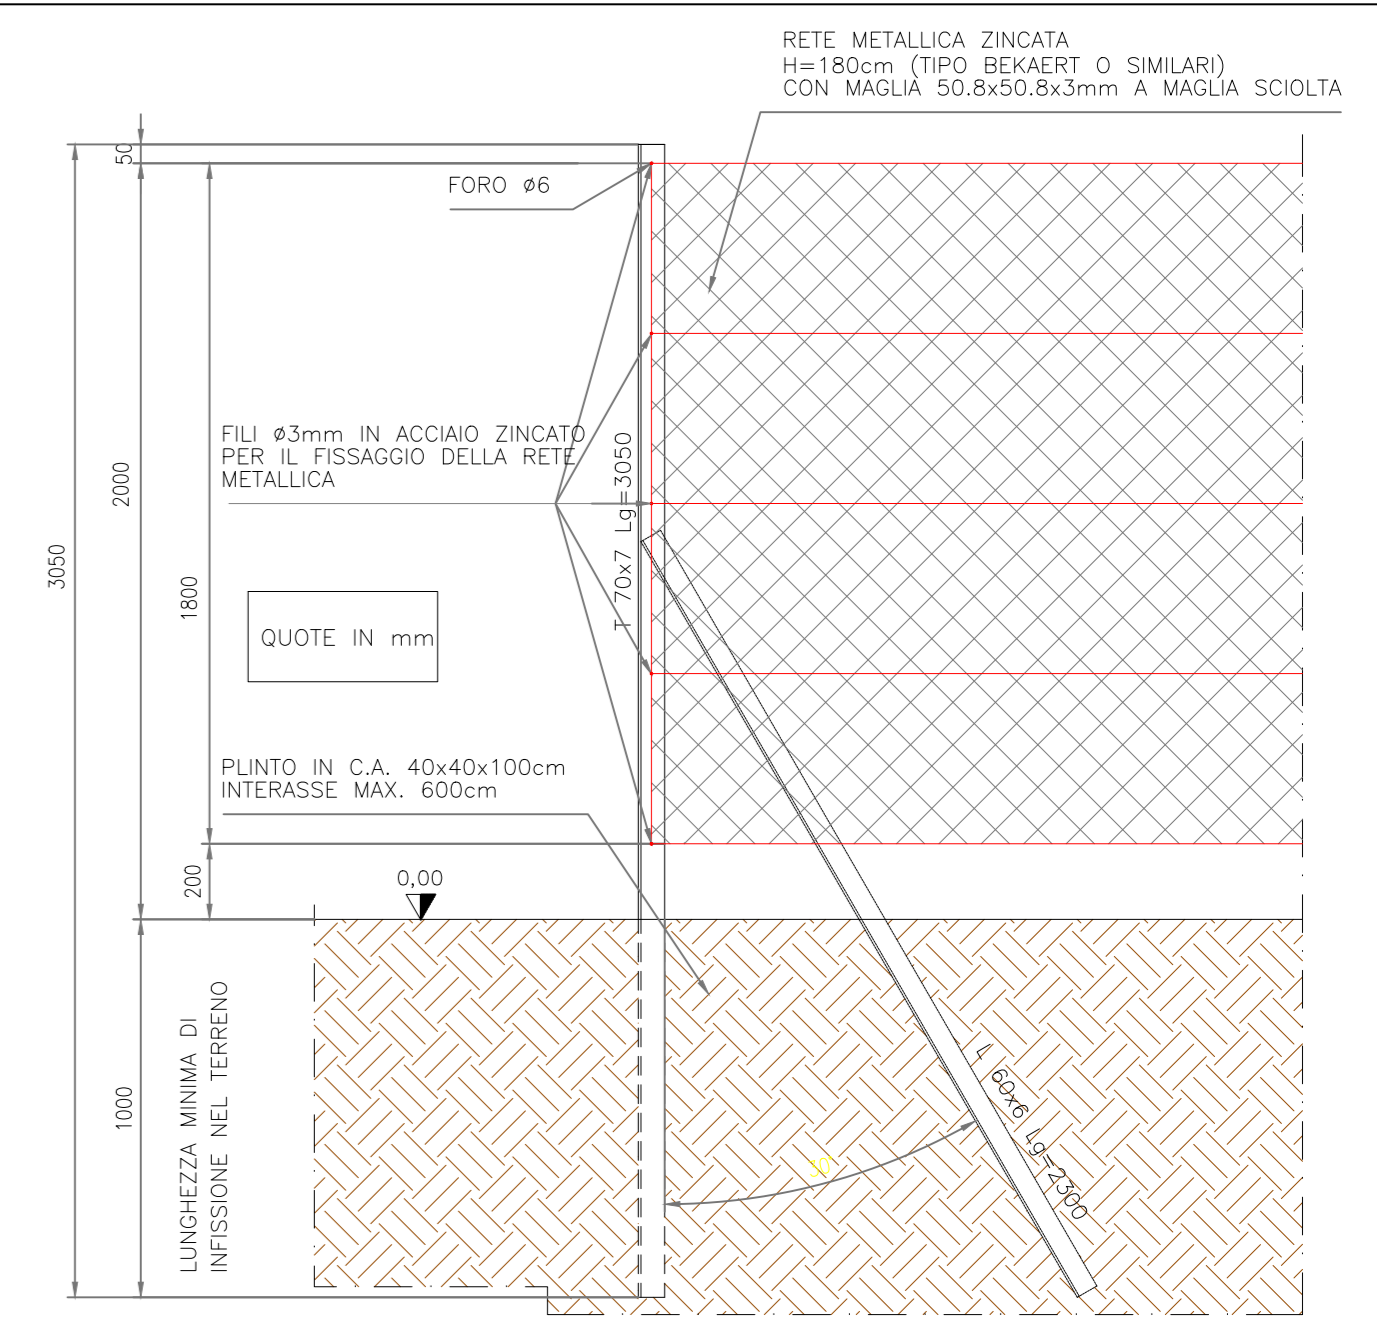 RETE METALLICA ZINCATA
H=180cm (TIPO BEKAERT O SIMILARI)
CON MAGLIA 50.8x50.8x3mm A MAGLIA SCIOLTA
50
FORO ø6
FILI ø3mm IN ACCIAIO ZINCATO
PER IL FISSAGGIO DELLA RETE
METALLICA
T 70x7 Lg=3050
2000
3050
1800
QUOTE IN mm
PLINTO IN C.A. 40x40x100cm
INTERASSE MAX. 600cm
200
0,00
1000
LUNGHEZZA MINIMA DI
INFISSIONE NEL TERRENO
30°
L 60x6 Lg=2300